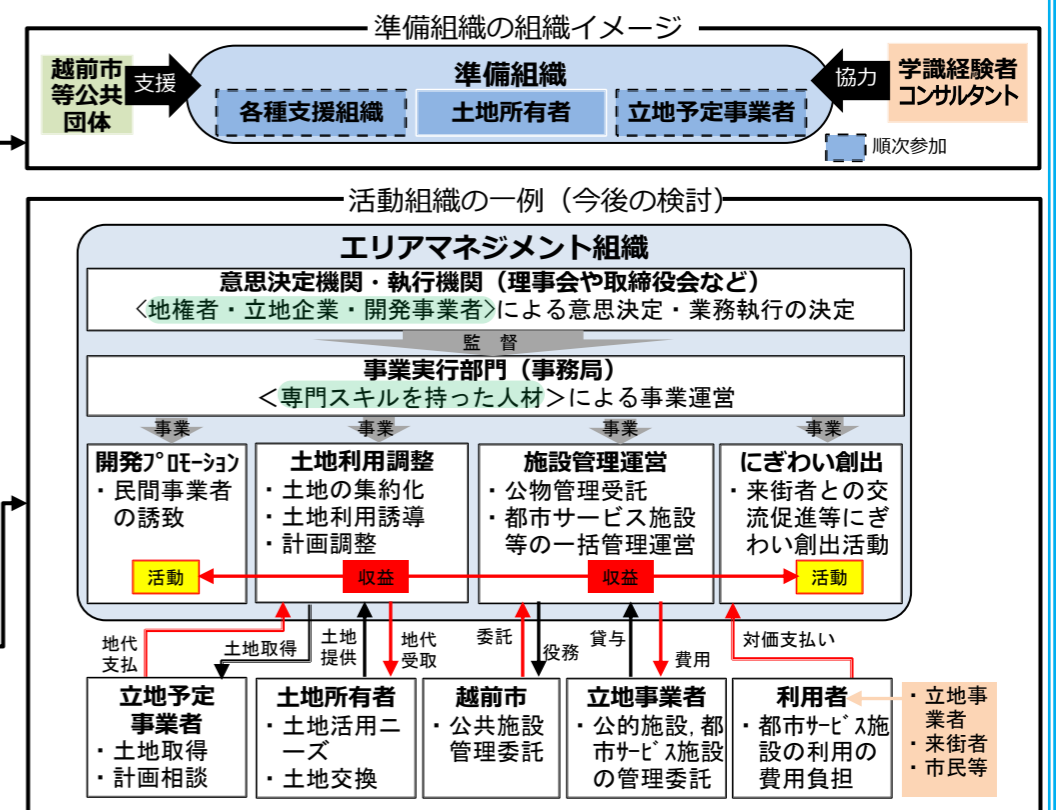 準備組織の組織イメージ
越前市
等公共
団体
支援
準備組織
各種支援組織
土地所有者
立地予定事業者
協力
学識経験者
コンサルタント
順次参加
活動組織の一例（今後の検討）
エリアマネジメント組織
意思決定機関・執行機関（理事会や取締役会など）
<地権者・立地企業・開発事業者>による意思決定・業務執行の決定
監 督
事業実行部門（事務局）
＜専門スキルを持った人材＞による事業運営
事業
事業
事業
事業
開発ﾌﾟﾛﾓｰｼｮﾝ
・民間事業者
の誘致
活動
土地利用調整
・土地の集約化
・土地利用誘導
・計画調整
収益
施設管理運営
・公物管理受託
・都市サービス施設
等の一括管理運営
収益
にぎわい創出
・来街者との交
流促進等にぎ
わい創出活動
活動
地代
支払
土地取得
土地
提供
地代
受取
委託
役務
貸与
費用
対価支払い
立地予定
事業者
・土地取得
・計画相談
土地所有者
・土地活用ニ
ーズ
・土地交換
越前市
・公共施設
管理委託
立地事業者
・公的施設,都
市ｻｰﾋﾞｽ施設
の管理委託
利用者
・都市ｻｰﾋﾞｽ施
設の利用の
費用負担
・立地事
業者
・来街者
・市民等